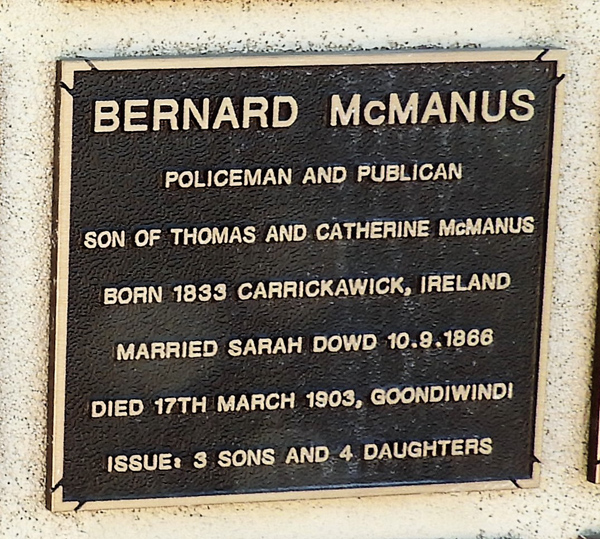 BERNARD McMANUS
POLICEMAN AND PUBLICAN
SON OF THOMAS AND CATHERINE McMANUS
BORN 1833 CARRICKAWICK, IRELAND
MARRIED SARAH DOWD 10.9.1866
DIED 17TH MARCH 1903, GOONDIWINDI
ISSUE: 3 SONS AND 4 DAUGHTERS